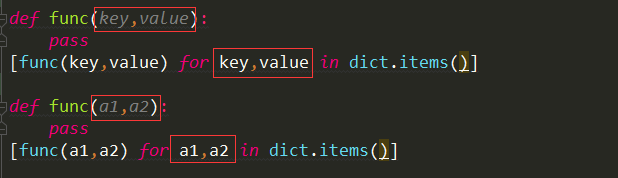 def func(key,value):
    pass
[func(key,value) for key,value in dict.items()]
def func(a1,a2):
    pass
[func(a1,a2) for a1,a2 in dict.items()]